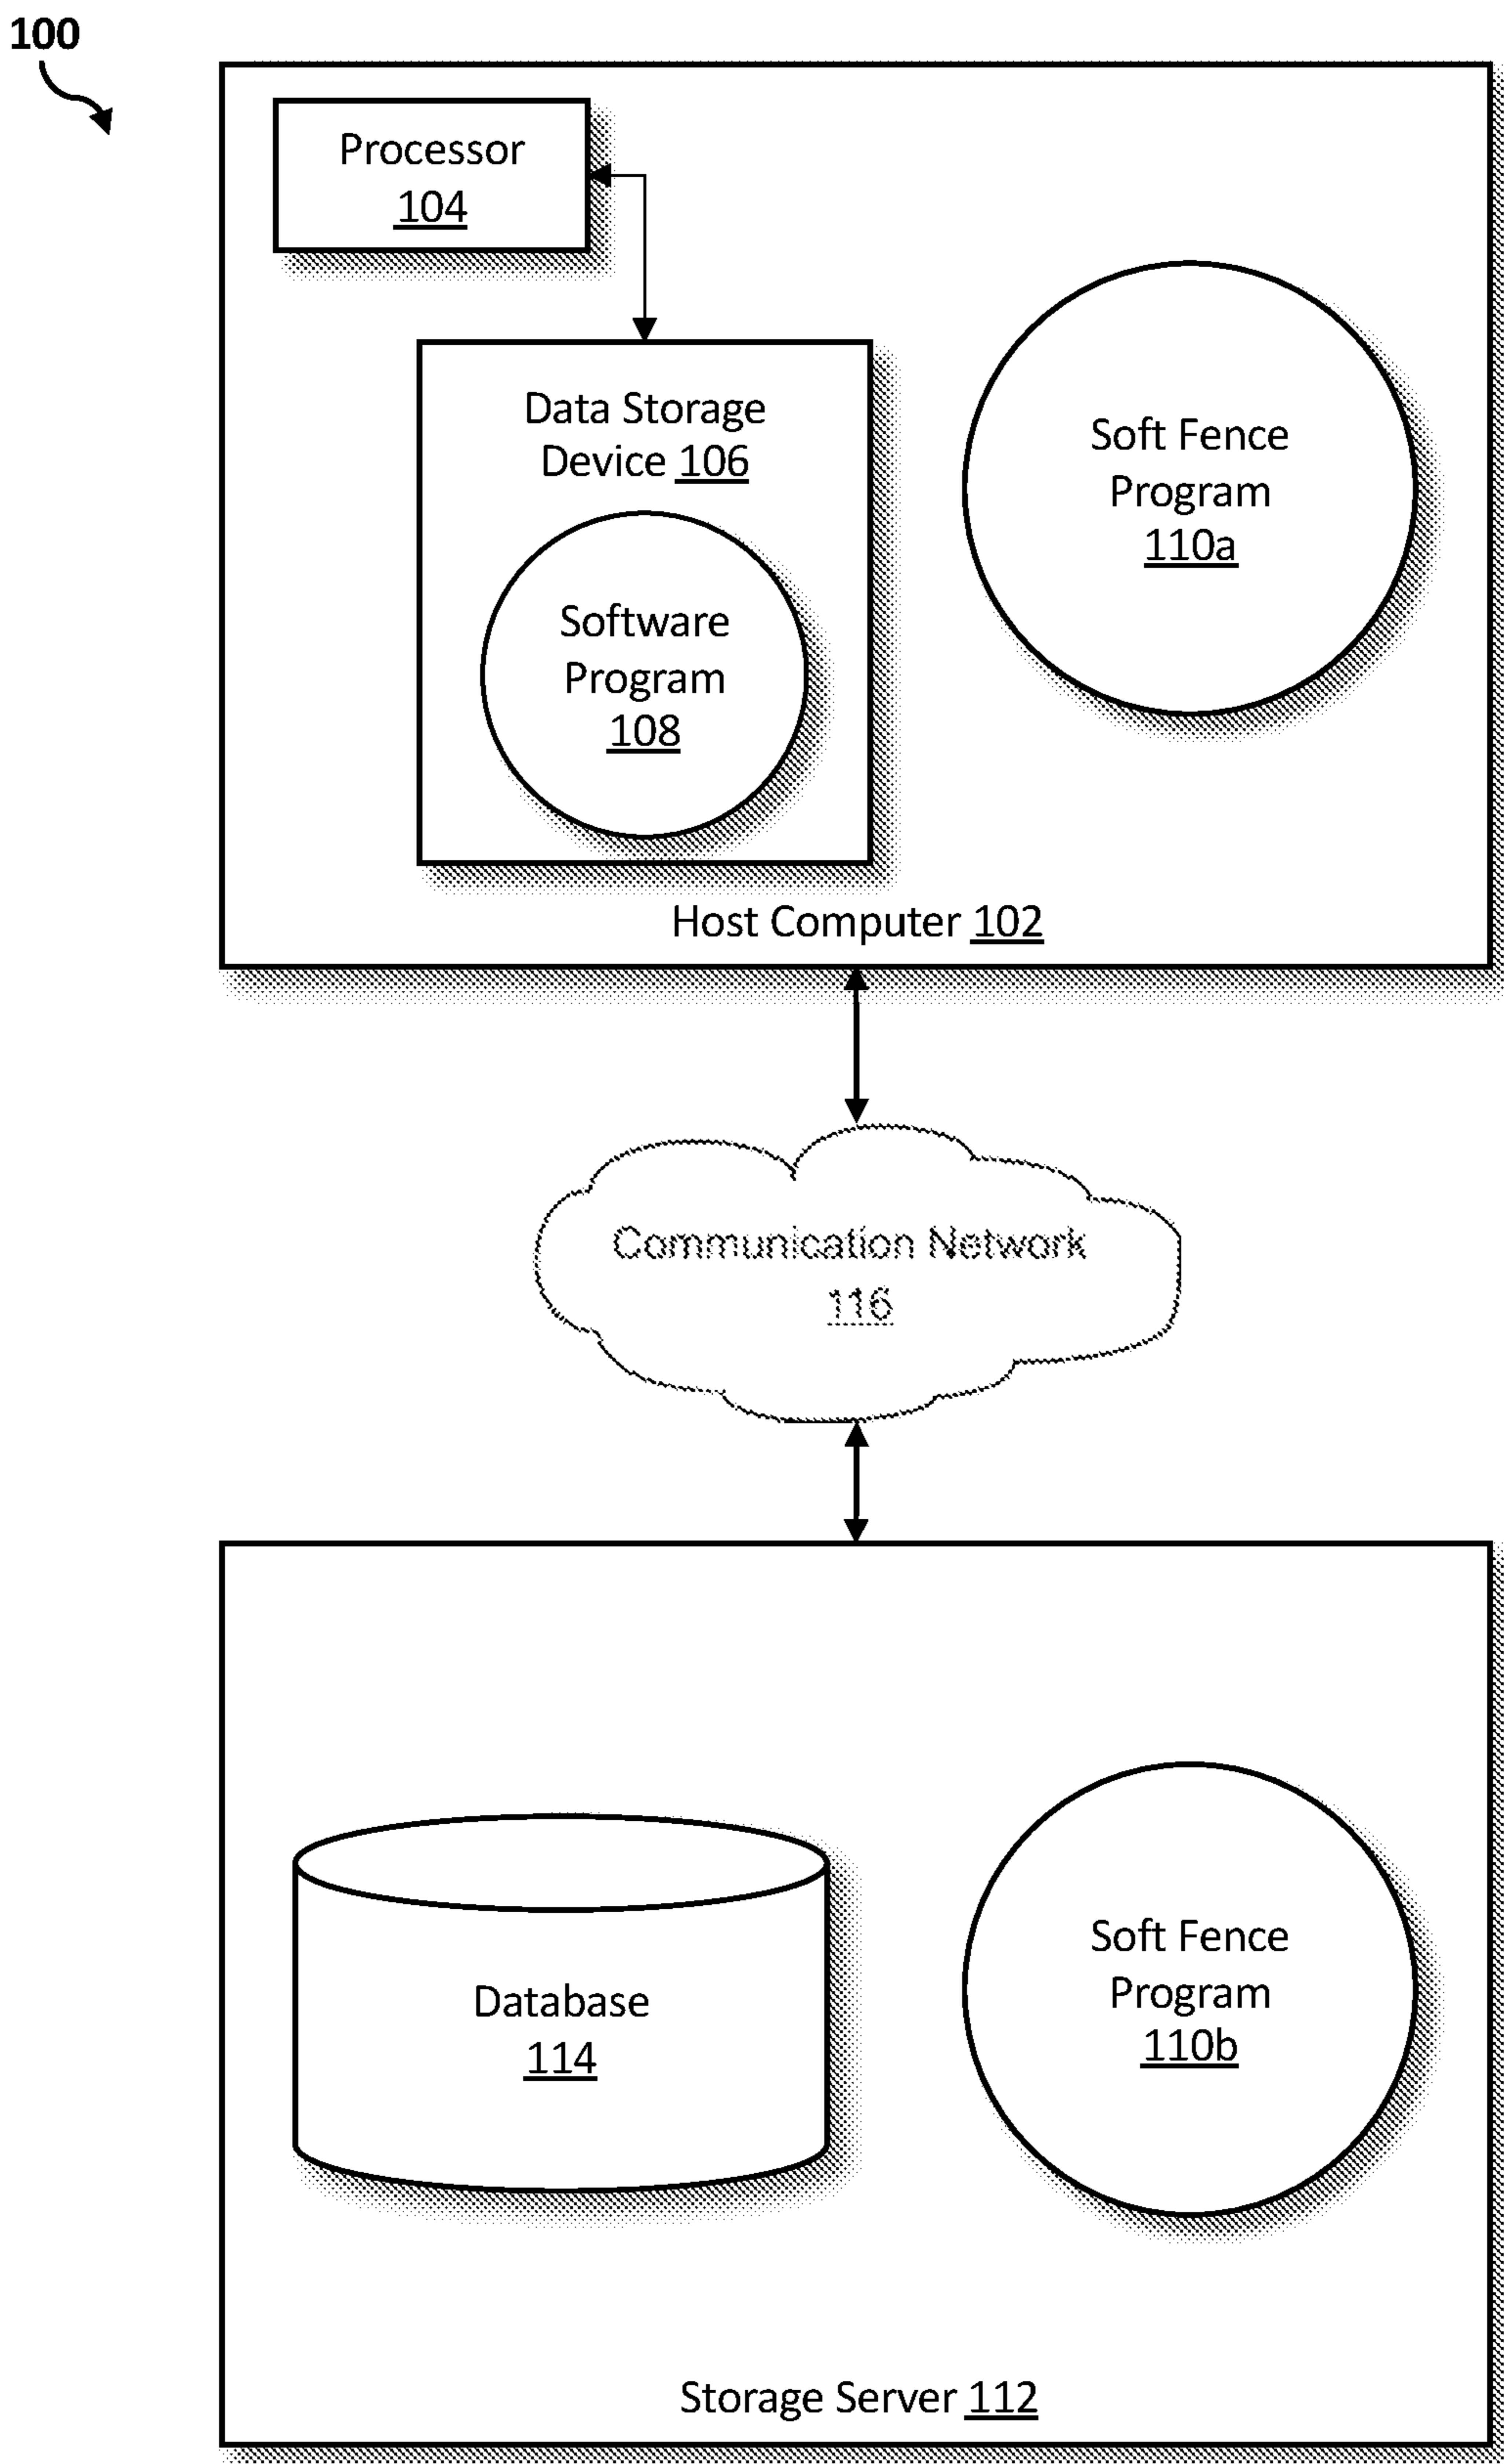 100
Processor
104
Data Storage
Device 106
Software
Program
108
Soft Fence
Program
110a
Host Computer 102
Communication Network
116
Database
114
Soft Fence
Program
110b
Storage Server 112